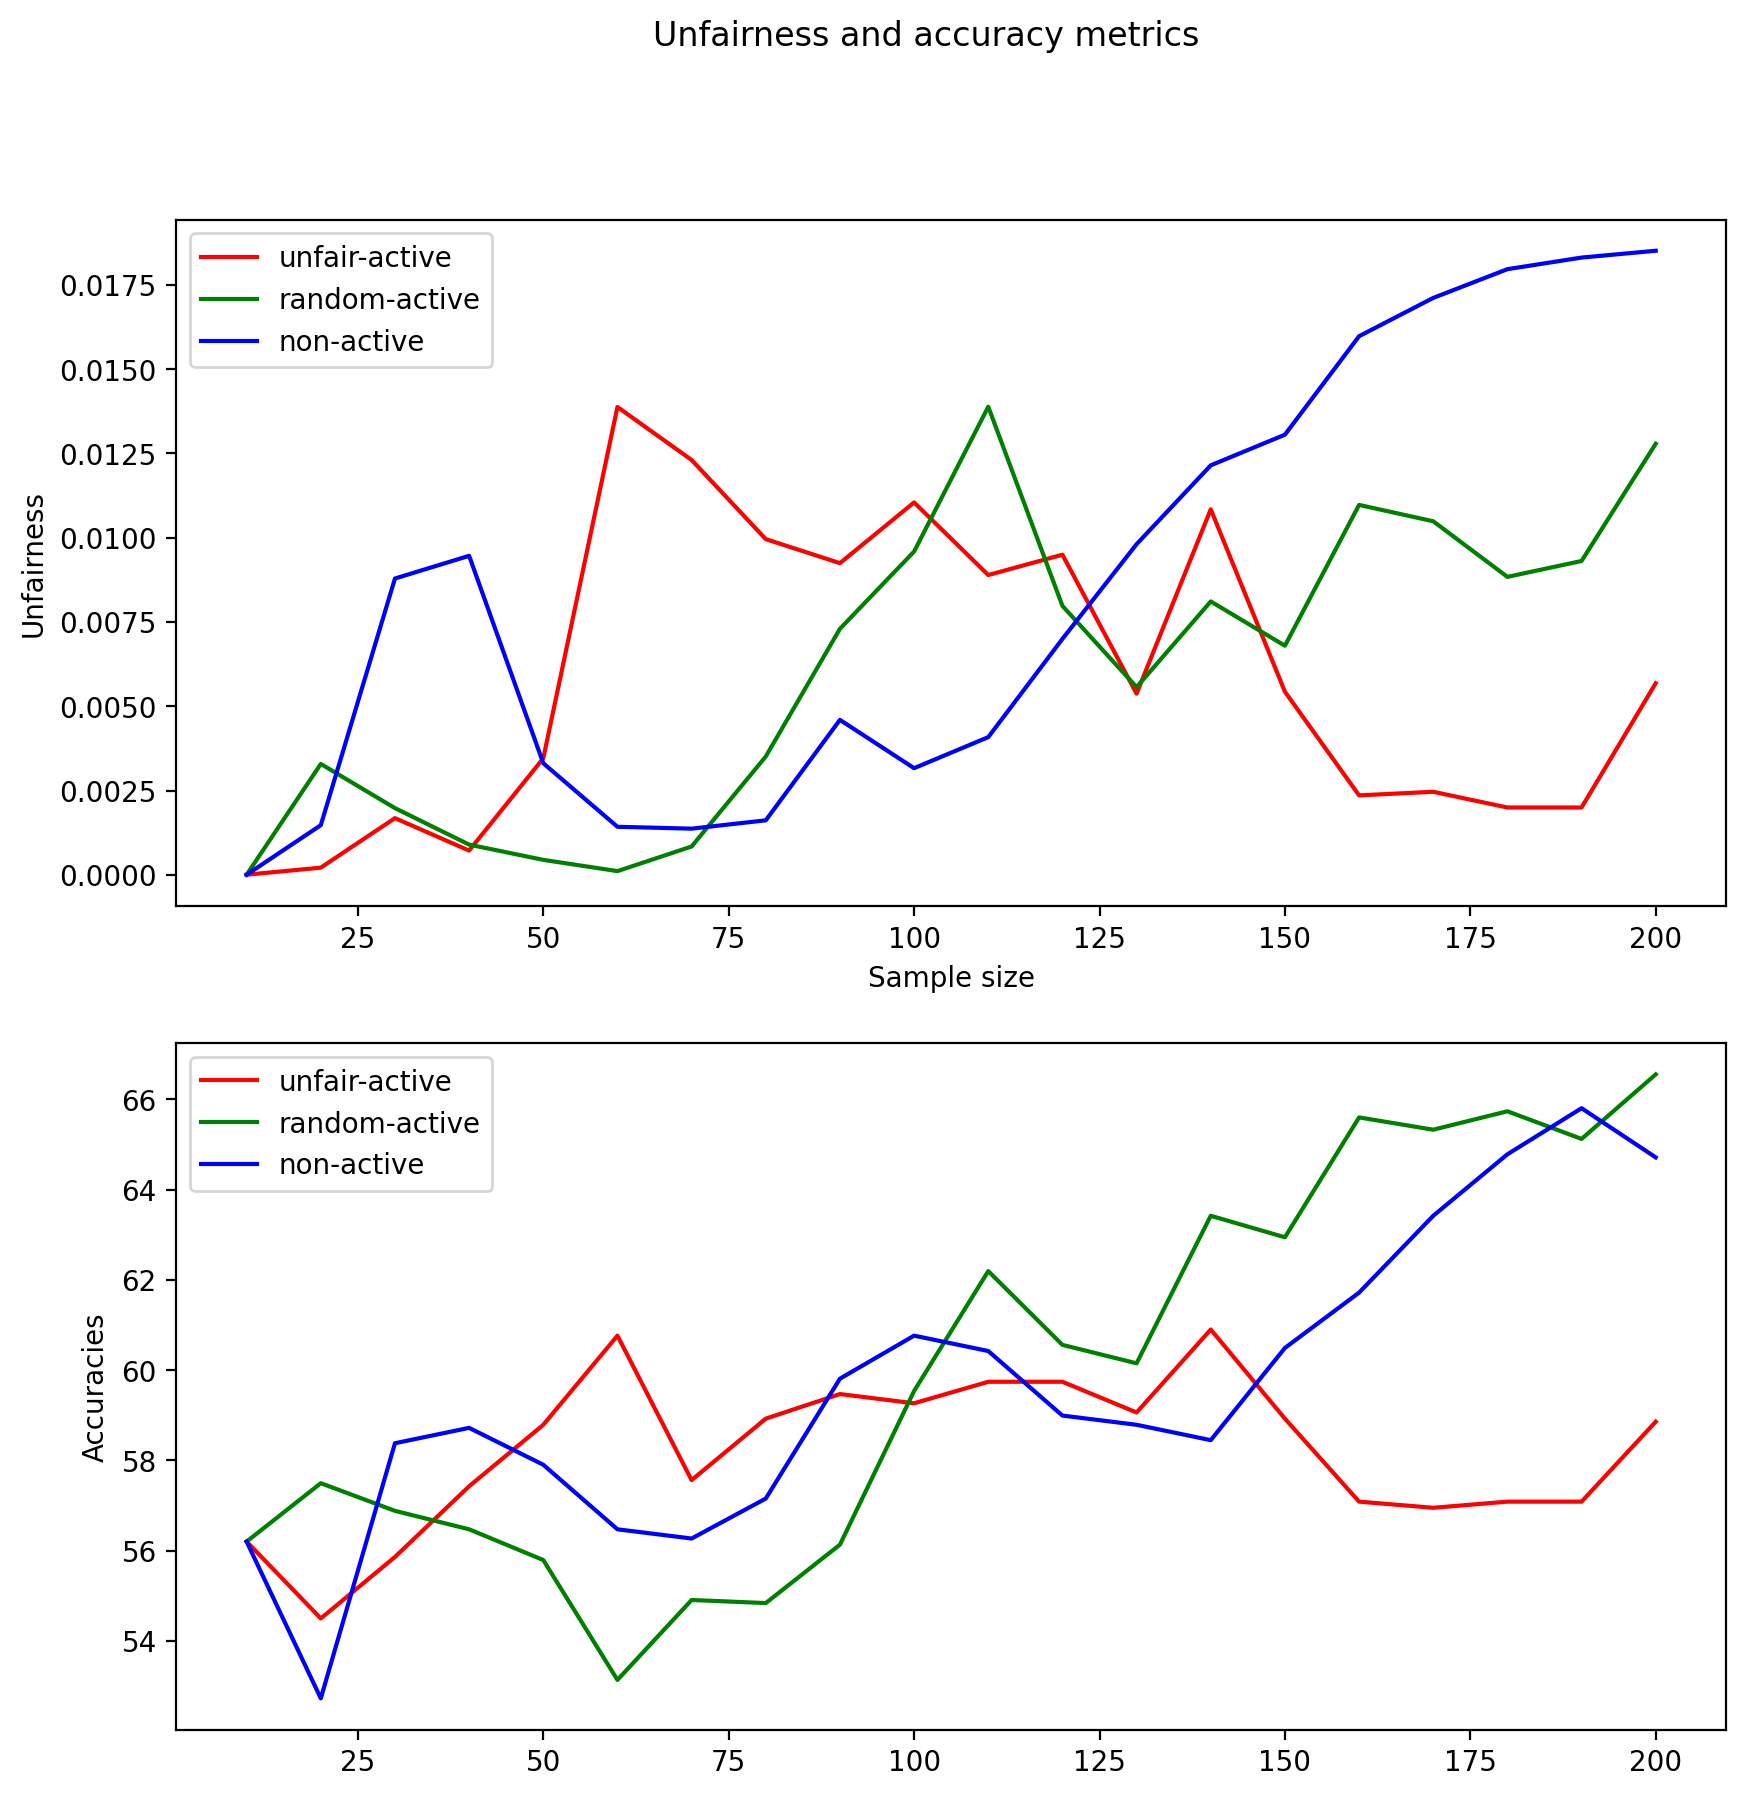 Unfairness and accuracy metrics
unfair-active
random-active
non-active
0.0175
0.0150
0.0125
0.0100
0.0075
0.0050
0.0025
0.0000
Unfairness
25 50 75 100 125 150 175 200
Sample size
unfair-active
random-active
non-active
66
64
62
60
58
56
54
Accuracies
25 50 75 100 125 150 175 200